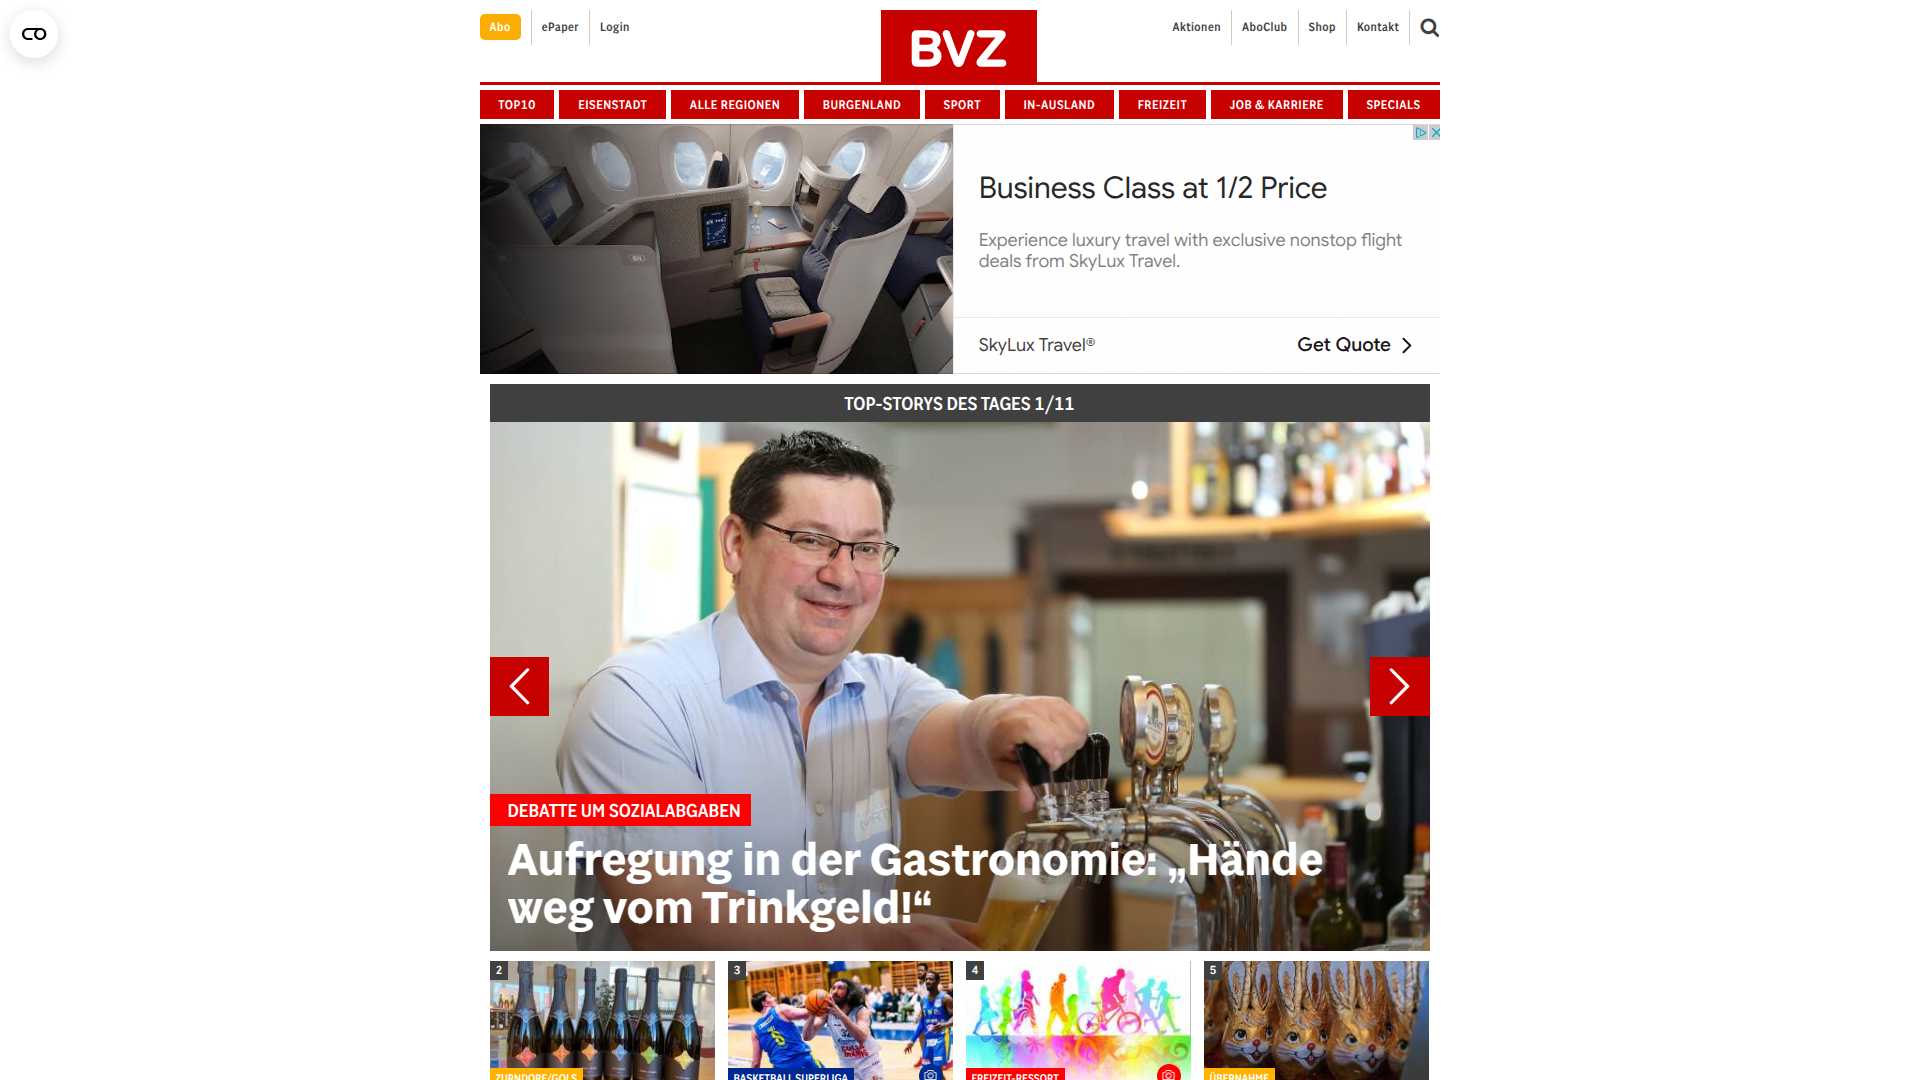 Abo
ePaper
Login
BVZ
Aktionen
AboClub
Shop
Kontakt
TOP10
EISENSTADT
ALLE REGIONEN
BURGENLAND
SPORT
IN-AUSLAND
FREIZEIT
JOB & KARRIERE
SPECIALS
Business Class at 1/2 Price
Experience luxury travel with exclusive nonstop flight
deals from SkyLux Travel.
SkyLux Travel®
Get Quote
TOP-STORYS DES TAGES 1/11
DEBATTE UM SOZIALABGABEN
Aufregung in der Gastronomie: „Hände
weg vom Trinkgeld!“
2
3
4
5
ZURNDORF/GOLS
BASKETBALL SUPERLIGA
FREIZEIT-RESSORT
ÜBERNAHME